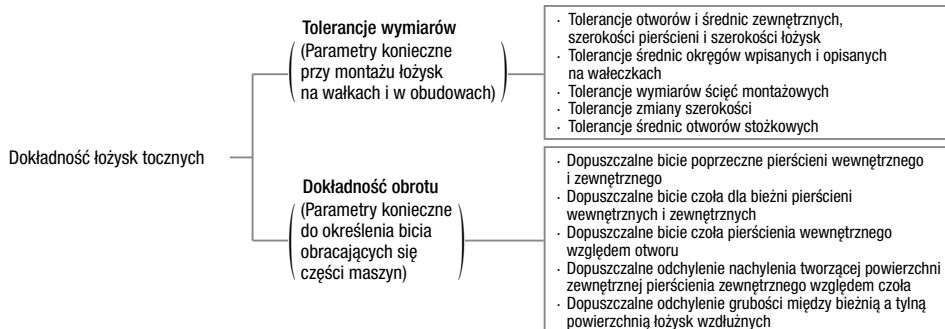 Dokładność łożysk tocznych
Tolerancje wymiarów
(Parametry konieczne
przy montażu łożysk
na wałkach i w obudowach)
· Tolerancje otworów i średnic zewnętrznych,
szerokości pierścieni i szerokości łożysk
· Tolerancje średnic okręgów wpisanych i opisanych
na wałeczkach
· Tolerancje wymiarów ścięć montażowych
· Tolerancje zmiany szerokości
· Tolerancje średnic otworów stożkowych
Dokładność obrotu
(Parametry konieczne
do określenia bicia
obracających się
części maszyn)
· Dopuszczalne bicie poprzeczne pierścieni wewnętrznego
i zewnętrznego
· Dopuszczalne bicie czoła dla bieżni pierścieni
wewnętrznych i zewnętrznych
· Dopuszczalne bicie czoła pierścienia wewnętrznego
względem otworu
· Dopuszczalne odchylenie nachylenia tworzącej powierzchni
zewnętrznej pierścienia zewnętrznego względem czoła
· Dopuszczalne odchylenie grubości między bieżnią a tylną
powierzchnią łożysk wzdłużnych